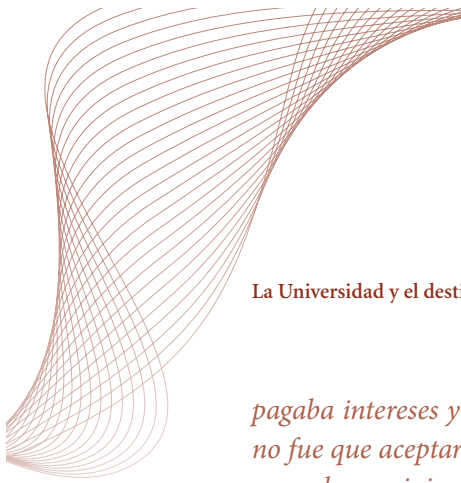 La Universidad y el desti
pagaba intereses y
no fue que aceptar